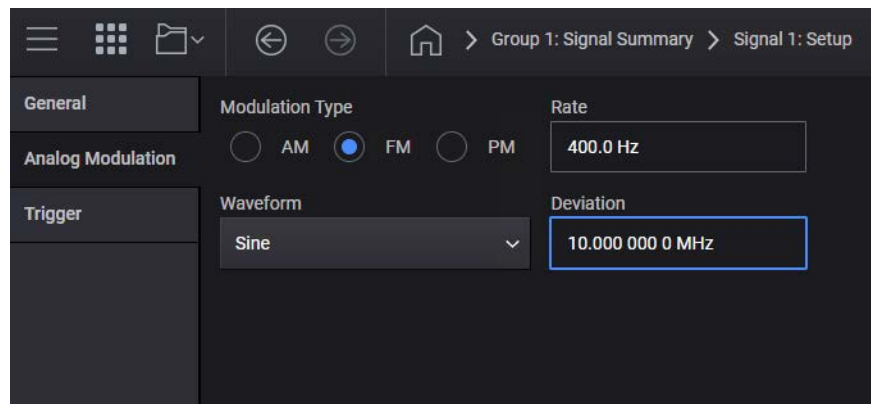 Group 1: Signal Summary > Signal 1: Setup
General
Analog Modulation
Trigger
Modulation Type
AM FM PM
Rate
400.0 Hz
Waveform
Sine
Deviation
10.000 000 0 MHz